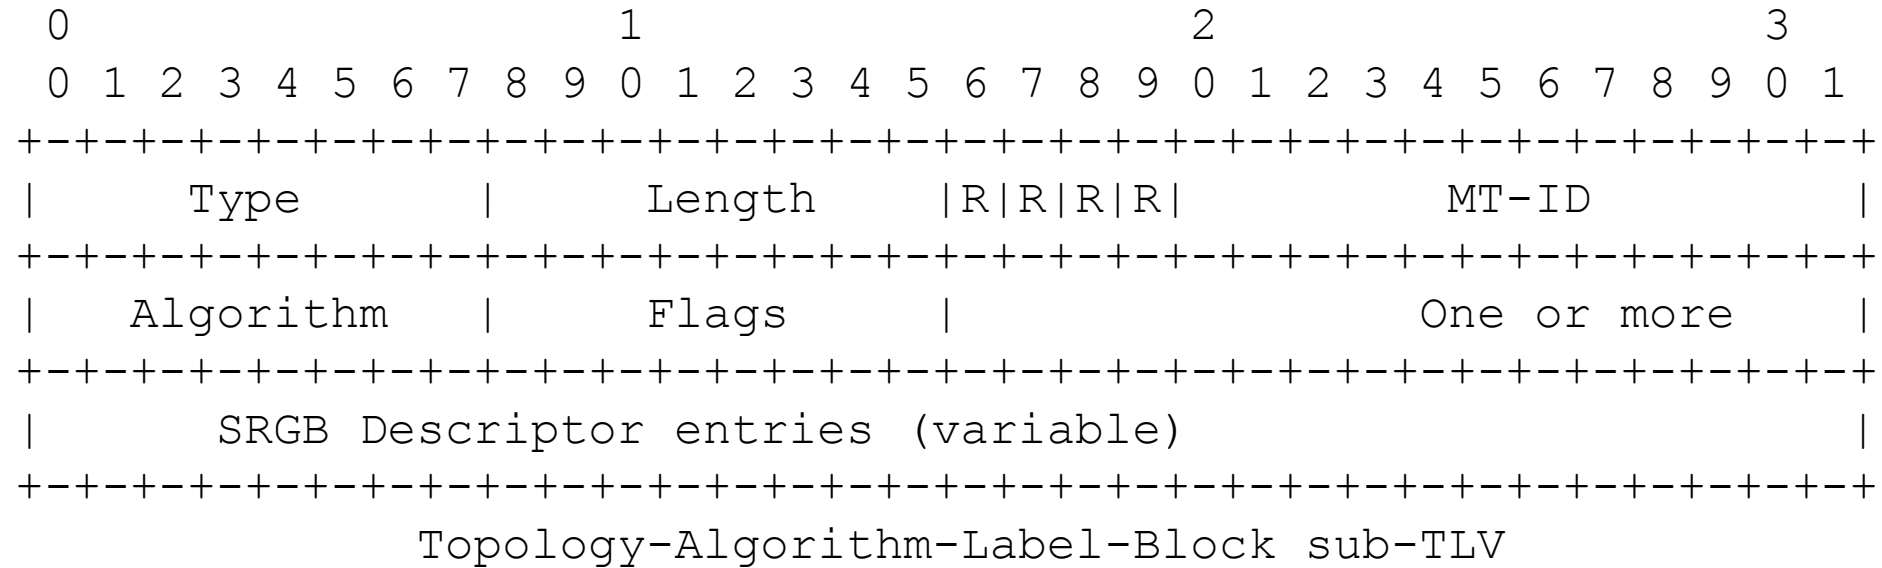 0                   1                   2                   3
 0 1 2 3 4 5 6 7 8 9 0 1 2 3 4 5 6 7 8 9 0 1 2 3 4 5 6 7 8 9 0 1
+-+-+-+-+-+-+-+-+-+-+-+-+-+-+-+-+-+-+-+-+-+-+-+-+-+-+-+-+-+-+-+-+
|     Type      |     Length    |R|R|R|R|         MT-ID         |
+-+-+-+-+-+-+-+-+-+-+-+-+-+-+-+-+-+-+-+-+-+-+-+-+-+-+-+-+-+-+-+-+
|   Algorithm   |     Flags     |                One or more    |
+-+-+-+-+-+-+-+-+-+-+-+-+-+-+-+-+-+-+-+-+-+-+-+-+-+-+-+-+-+-+-+-+
|      SRGB Descriptor entries (variable)                       |
+-+-+-+-+-+-+-+-+-+-+-+-+-+-+-+-+-+-+-+-+-+-+-+-+-+-+-+-+-+-+-+-+
Topology-Algorithm-Label-Block sub-TLV